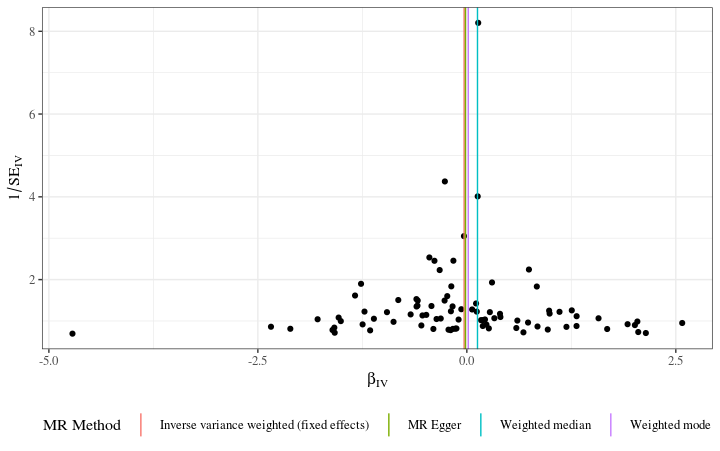 8
6
4
2
1/SE_IV
-5.0
-2.5
0.0
2.5
β_IV
MR Method
Inverse variance weighted (fixed effects)
MR Egger
Weighted median
Weighted mode